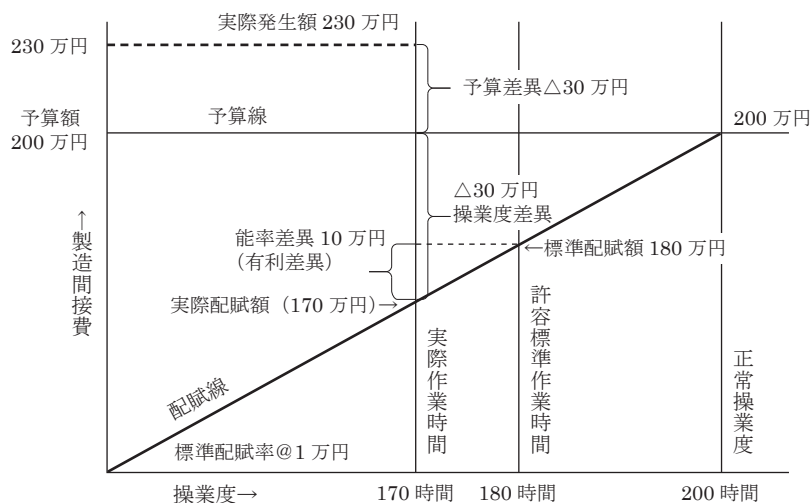 実際発生額 230 万円
230 万円
予算差異△30 万円
予算額
200 万円
予算線
200 万円
△30 万円
操業度差異
能率差異 10 万円
(有利差異)
←標準配賦額 180 万円
実際配賦額(170 万円)→
↑製造間接費
実際作業時間
許容標準作業時間
正常操業度
配賦線
標準配賦率@1 万円
操業度→
170 時間
180 時間
200 時間